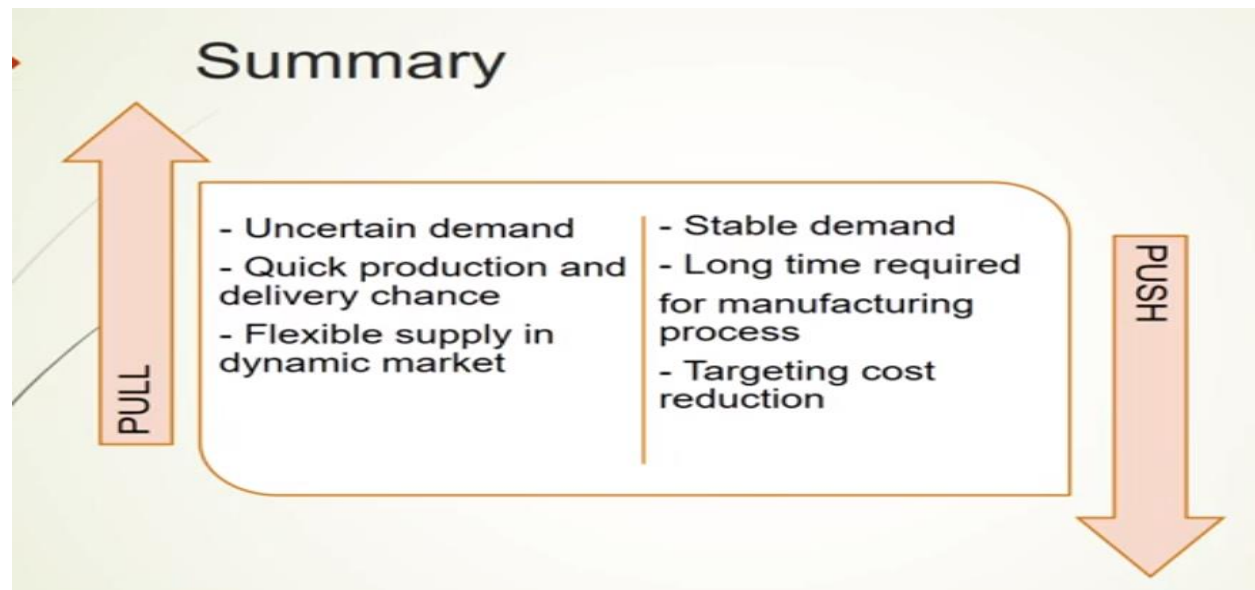 Summary
PULL
- Uncertain demand
- Quick production and
delivery chance
- Flexible supply in
dynamic market
- Stable demand
- Long time required
for manufacturing
process
- Targeting cost
reduction
PUSH